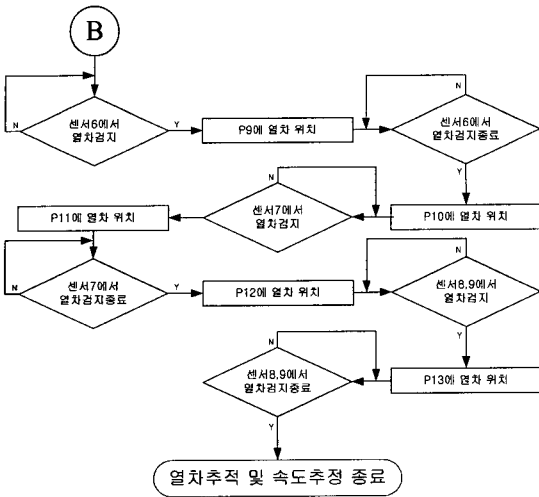 B
센서6에서
열차검지
N
Y
P9에 열차 위치
N
센서6에서
열차검지종료
Y
P10에 열차 위치
N
센서7에서
열차검지
Y
P11에 열차 위치
센서7에서
열차검지종료
N
Y
P12에 열차 위치
N
센서8,9에서
열차검지
Y
P13에 열차 위치
N
센서8,9에서
열차검지종료
Y
열차추적 및 속도추정 종료